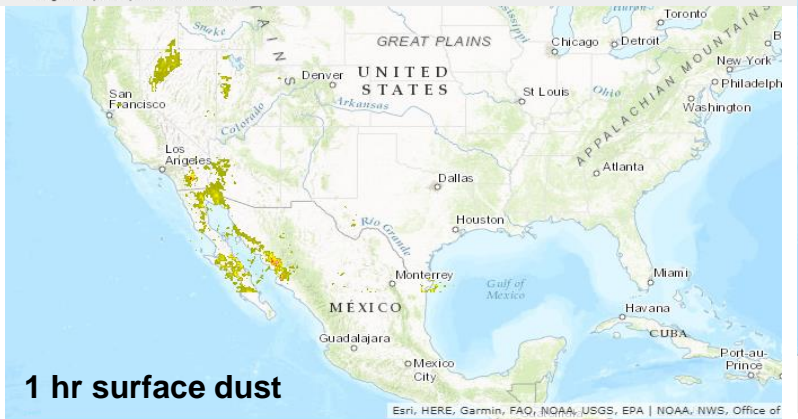 Toronto
Snake
GREAT PLAINS
Chicago
Detroit
New York
Philadelph
Denver
UNITED
STATES
St Louis
Ohio
Washington
APPALACHIAN MOUNTAIN
San
Francisco
Colorado
Arkansas
Los
Angeles
Atlanta
Dallas
Houston
Rio Grande
Monterrey
Gulf of
Mexico
Miami
Havana
MÉXICO
CUBA
Guadalajara
Mexico
City
Port-au-
Prince
1 hr surface dust
Esri, HERE, Garmin, FAO, NOAA, USGS, EPA | NOAA, NWS, Office of